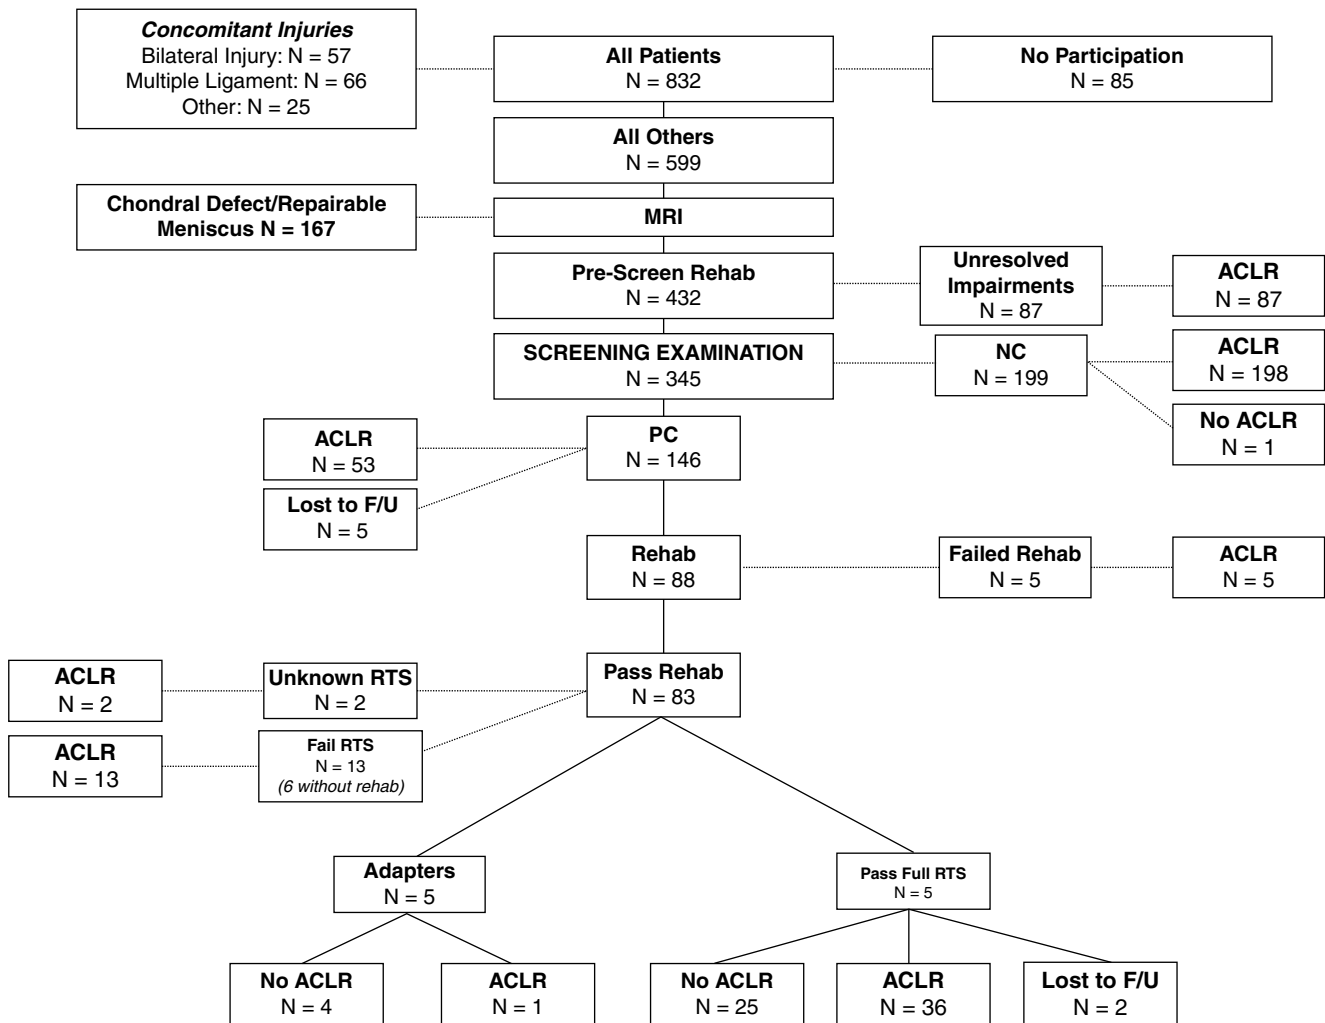 Concomitant Injuries
Bilateral Injury: N = 57
Multiple Ligament: N = 66
Other: N = 25
All Patients
N = 832
No Participation
N = 85
All Others
N = 599
Chondral Defect/Repairable
Meniscus N = 167
MRI
Pre-Screen Rehab
N = 432
Unresolved
Impairments
N = 87
ACLR
N = 87
SCREENING EXAMINATION
N = 345
NC
N = 199
ACLR
N = 198
No ACLR
N = 1
PC
N = 146
ACLR
N = 53
Lost to F/U
N = 5
Rehab
N = 88
Failed Rehab
N = 5
ACLR
N = 5
Pass Rehab
N = 83
Unknown RTS
N = 2
ACLR
N = 2
Fail RTS
N = 13
(6 without rehab)
ACLR
N = 13
Adapters
N = 5
Pass Full RTS
N = 5
No ACLR
N = 4
ACLR
N = 1
No ACLR
N = 25
ACLR
N = 36
Lost to F/U
N = 2